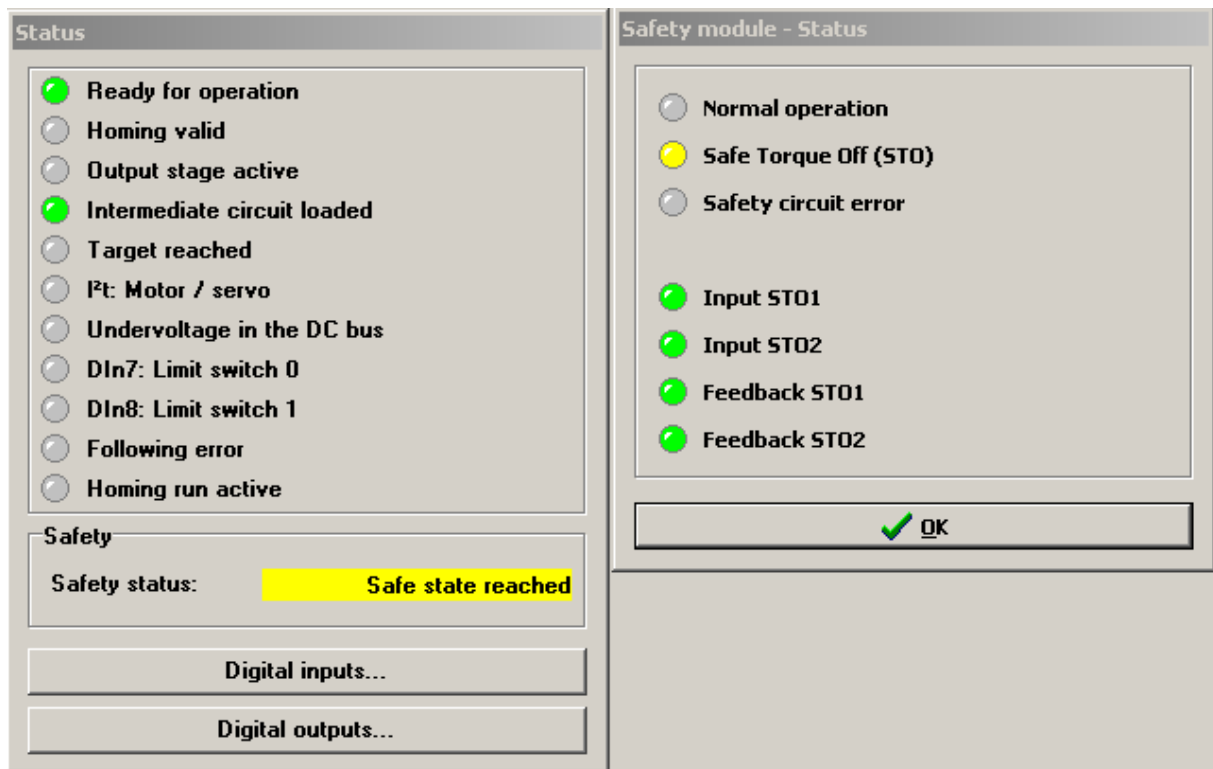 Status
Ready for operation
Homing valid
Output stage active
Intermediate circuit loaded
Target reached
I²t: Motor / servo
Undervoltage in the DC bus
DIn7: Limit switch 0
DIn8: Limit switch 1
Following error
Homing run active
Safety
Safety status: Safe state reached
Digital inputs...
Digital outputs...
Safety module - Status
Normal operation
Safe Torque Off (STO)
Safety circuit error
Input STO1
Input STO2
Feedback STO1
Feedback STO2
OK